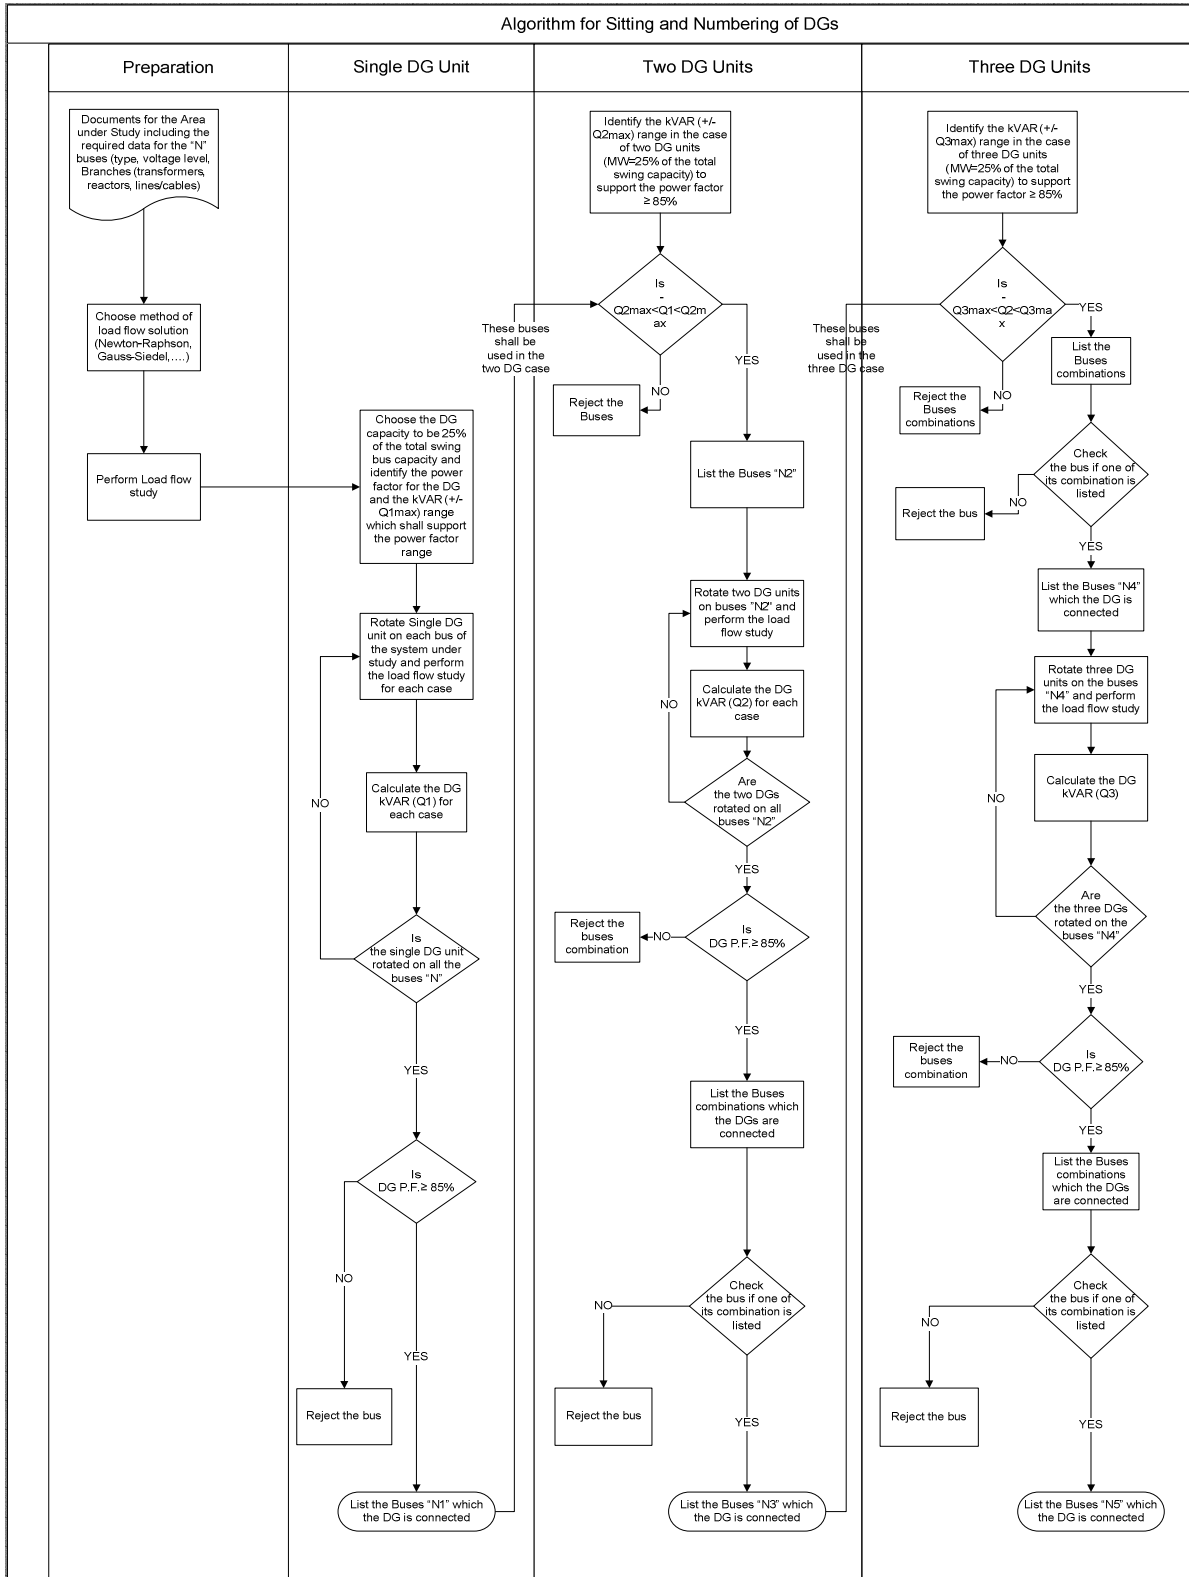 Algorithm for Sitting and Numbering of DGs
Preparation
Documents for the Area
under Study including the
required data for the “N”
buses (type, voltage level,
Branches (transformers,
reactors, lines/cables)
Choose method of
load flow solution
(Newton-Raphson,
Gauss-Siedel,….)
Perform Load flow
study
Single DG Unit
Choose the DG
capacity to be 25%
of the total swing
bus capacity and
identify the power
factor for the DG
and the kVAR (+/-
Q1max) range
which shall support
the power factor
range
Rotate Single DG
unit on each bus of
the system under
study and perform
the load flow study
for each case
Calculate the DG
kVAR (Q1) for
each case
NO
Is
the single DG unit
rotated on all the
buses “N”
YES
Is
DG P.F.≥ 85%
NO
YES
Reject the bus
List the Buses “N1” which
the DG is connected
These buses
shall be
used in the
two DG case
Two DG Units
Identify the kVAR (+/-
Q2max) range in the case
of two DG units
(MW=25% of the total
swing capacity) to
support the power factor
≥ 85%
Is
-
Q2max<Q1<Q2m
ax
YES
NO
Reject the
Buses
List the Buses “N2”
Rotate two DG units
on buses “N2” and
perform the load
flow study
Calculate the DG
kVAR (Q2) for each
case
NO
Are
the two DGs
rotated on all
buses “N2”
YES
Is
DG P.F.≥ 85%
NO
Reject the
buses
combination
YES
List the Buses
combinations which
the DGs are
connected
Check
the bus if one of
its combination is
listed
NO
Reject the bus
YES
List the Buses “N3” which
the DG is connected
These buses
shall be
used in the
three DG case
Three DG Units
Identify the kVAR (+/-
Q3max) range in the case
of three DG units
(MW=25% of the total
swing capacity) to support
the power factor ≥ 85%
Is
-
Q3max<Q2<Q3ma
x
YES
List the
Buses
combinations
NO
Reject the
Buses
combinations
Check
the bus if one of
its combination is
listed
NO
Reject the bus
YES
List the Buses “N4”
which the DG is
connected
Rotate three DG
units on the buses
“N4” and perform
the load flow study
Calculate the DG
kVAR (Q3)
NO
Are
the three DGs
rotated on the
buses “N4”
YES
Is
DG P.F.≥ 85%
NO
Reject the
buses
combination
YES
List the Buses
combinations
which the DGs
are connected
Check
the bus if one of
its combination is
listed
NO
Reject the bus
YES
List the Buses “N5” which
the DG is connected